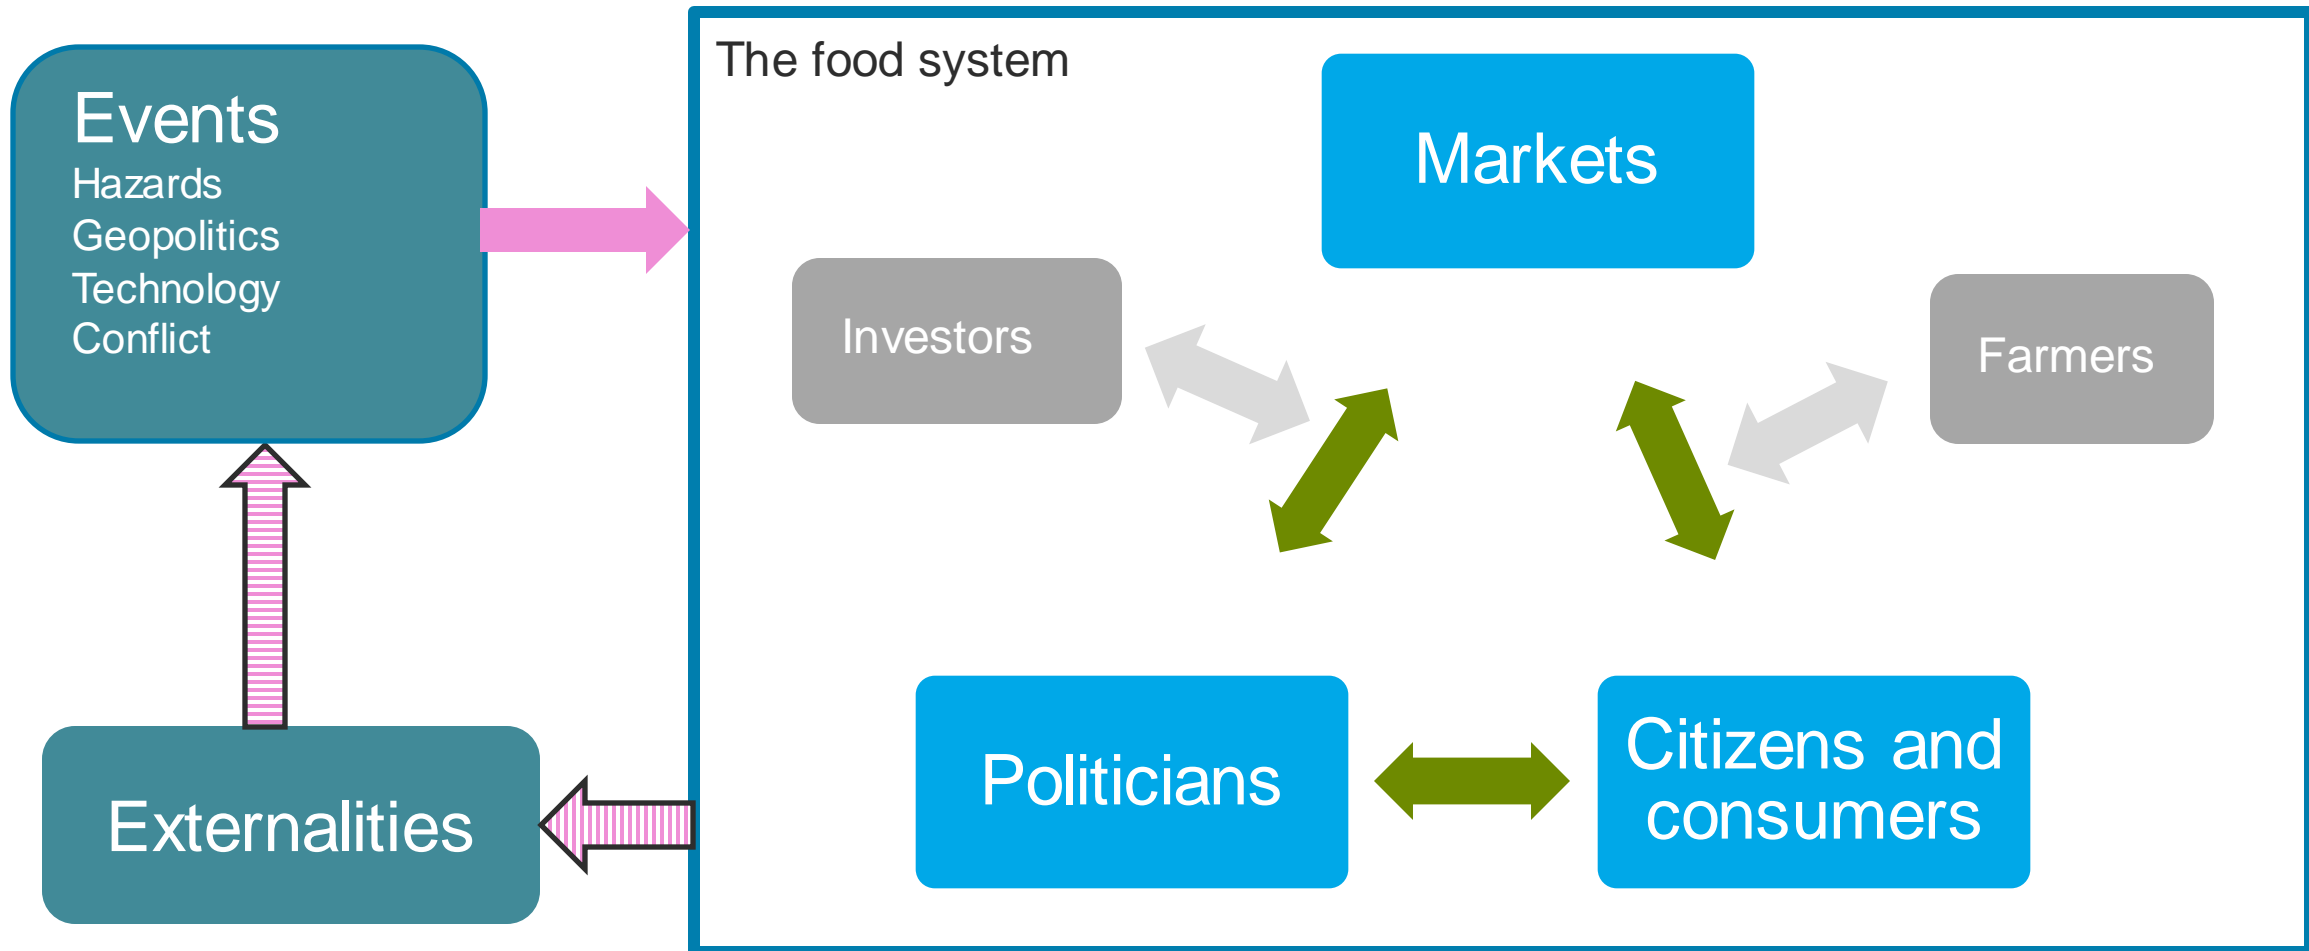 Events
Hazards
Geopolitics
Technology
Conflict
Externalities
The food system
Markets
Investors
Farmers
Politicians
Citizens and
consumers